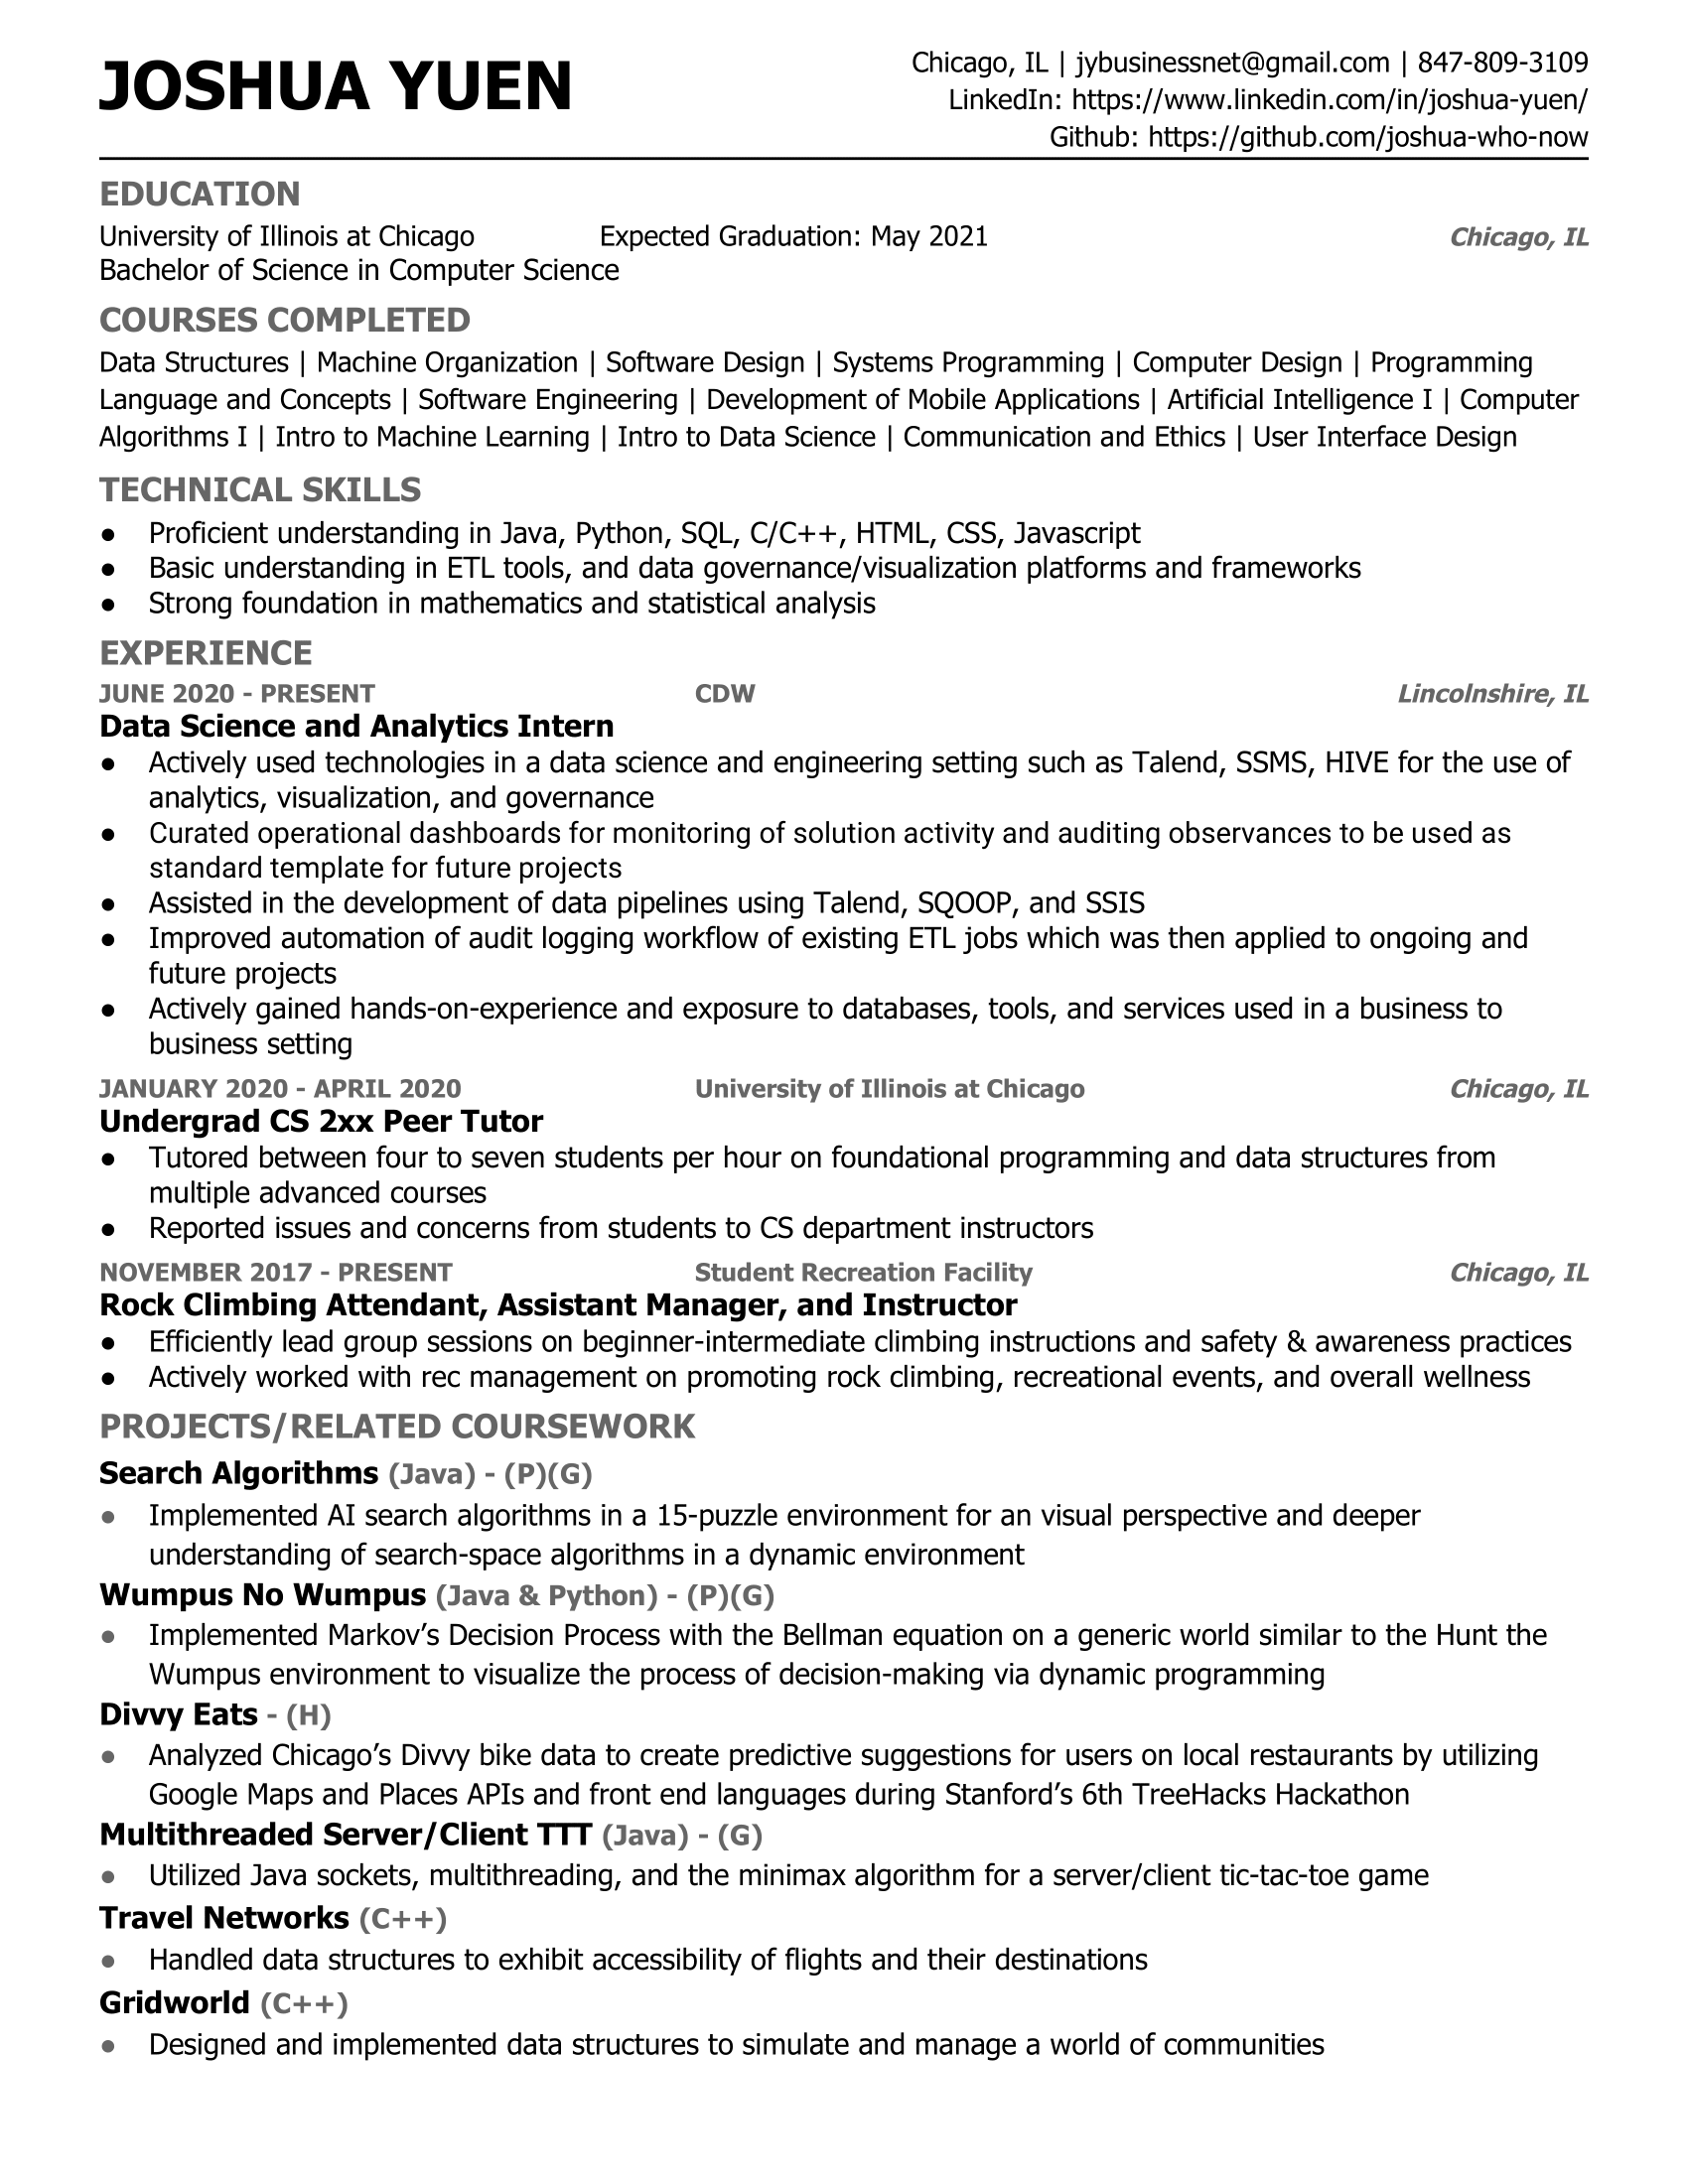 JOSHUA YUEN
Chicago, IL | jybusinessnet@gmail.com | 847-809-3109
LinkedIn: https://www.linkedin.com/in/joshua-yuen/
Github: https://github.com/joshua-who-now
EDUCATION
University of Illinois at Chicago Expected Graduation: May 2021 Chicago, IL
Bachelor of Science in Computer Science
COURSES COMPLETED
Data Structures | Machine Organization | Software Design | Systems Programming | Computer Design | Programming
Language and Concepts | Software Engineering | Development of Mobile Applications | Artificial Intelligence I | Computer
Algorithms I | Intro to Machine Learning | Intro to Data Science | Communication and Ethics | User Interface Design
TECHNICAL SKILLS
● Proficient understanding in Java, Python, SQL, C/C++, HTML, CSS, Javascript
● Basic understanding in ETL tools, and data governance/visualization platforms and frameworks
● Strong foundation in mathematics and statistical analysis
EXPERIENCE
JUNE 2020 - PRESENT CDW Lincolnshire, IL
Data Science and Analytics Intern
● Actively used technologies in a data science and engineering setting such as Talend, SSMS, HIVE for the use of
analytics, visualization, and governance
● Curated operational dashboards for monitoring of solution activity and auditing observances to be used as
standard template for future projects
● Assisted in the development of data pipelines using Talend, SQOOP, and SSIS
● Improved automation of audit logging workflow of existing ETL jobs which was then applied to ongoing and
future projects
● Actively gained hands-on-experience and exposure to databases, tools, and services used in a business to
business setting
JANUARY 2020 - APRIL 2020 University of Illinois at Chicago Chicago, IL
Undergrad CS 2xx Peer Tutor
● Tutored between four to seven students per hour on foundational programming and data structures from
multiple advanced courses
● Reported issues and concerns from students to CS department instructors
NOVEMBER 2017 - PRESENT Student Recreation Facility Chicago, IL
Rock Climbing Attendant, Assistant Manager, and Instructor
● Efficiently lead group sessions on beginner-intermediate climbing instructions and safety & awareness practices
● Actively worked with rec management on promoting rock climbing, recreational events, and overall wellness
PROJECTS/RELATED COURSEWORK
Search Algorithms (Java) - (P)(G)
● Implemented AI search algorithms in a 15-puzzle environment for an visual perspective and deeper
understanding of search-space algorithms in a dynamic environment
Wumpus No Wumpus (Java & Python) - (P)(G)
● Implemented Markov’s Decision Process with the Bellman equation on a generic world similar to the Hunt the
Wumpus environment to visualize the process of decision-making via dynamic programming
Divvy Eats - (H)
● Analyzed Chicago’s Divvy bike data to create predictive suggestions for users on local restaurants by utilizing
Google Maps and Places APIs and front end languages during Stanford’s 6th TreeHacks Hackathon
Multithreaded Server/Client TTT (Java) - (G)
● Utilized Java sockets, multithreading, and the minimax algorithm for a server/client tic-tac-toe game
Travel Networks (C++)
● Handled data structures to exhibit accessibility of flights and their destinations
Gridworld (C++)
● Designed and implemented data structures to simulate and manage a world of communities